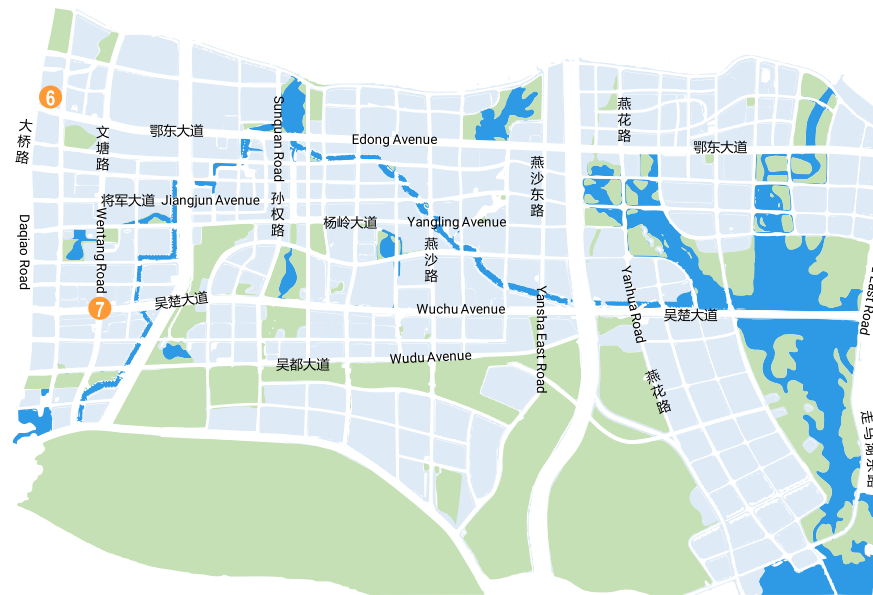 6
大桥路
文塘路
鄂东大道
Sunquan Road
Edong Avenue
燕花路
鄂东大道
燕沙东路
将军大道
Jiangjun Avenue
孙权路
Daqiao Road
Wentang Road
杨岭大道
Yangling Avenue
燕沙路
7
吴楚大道
Wuchu Avenue
Yansha East Road
Yanhua Road
吴楚大道
East Road
吴都大道
Wudu Avenue
燕花路